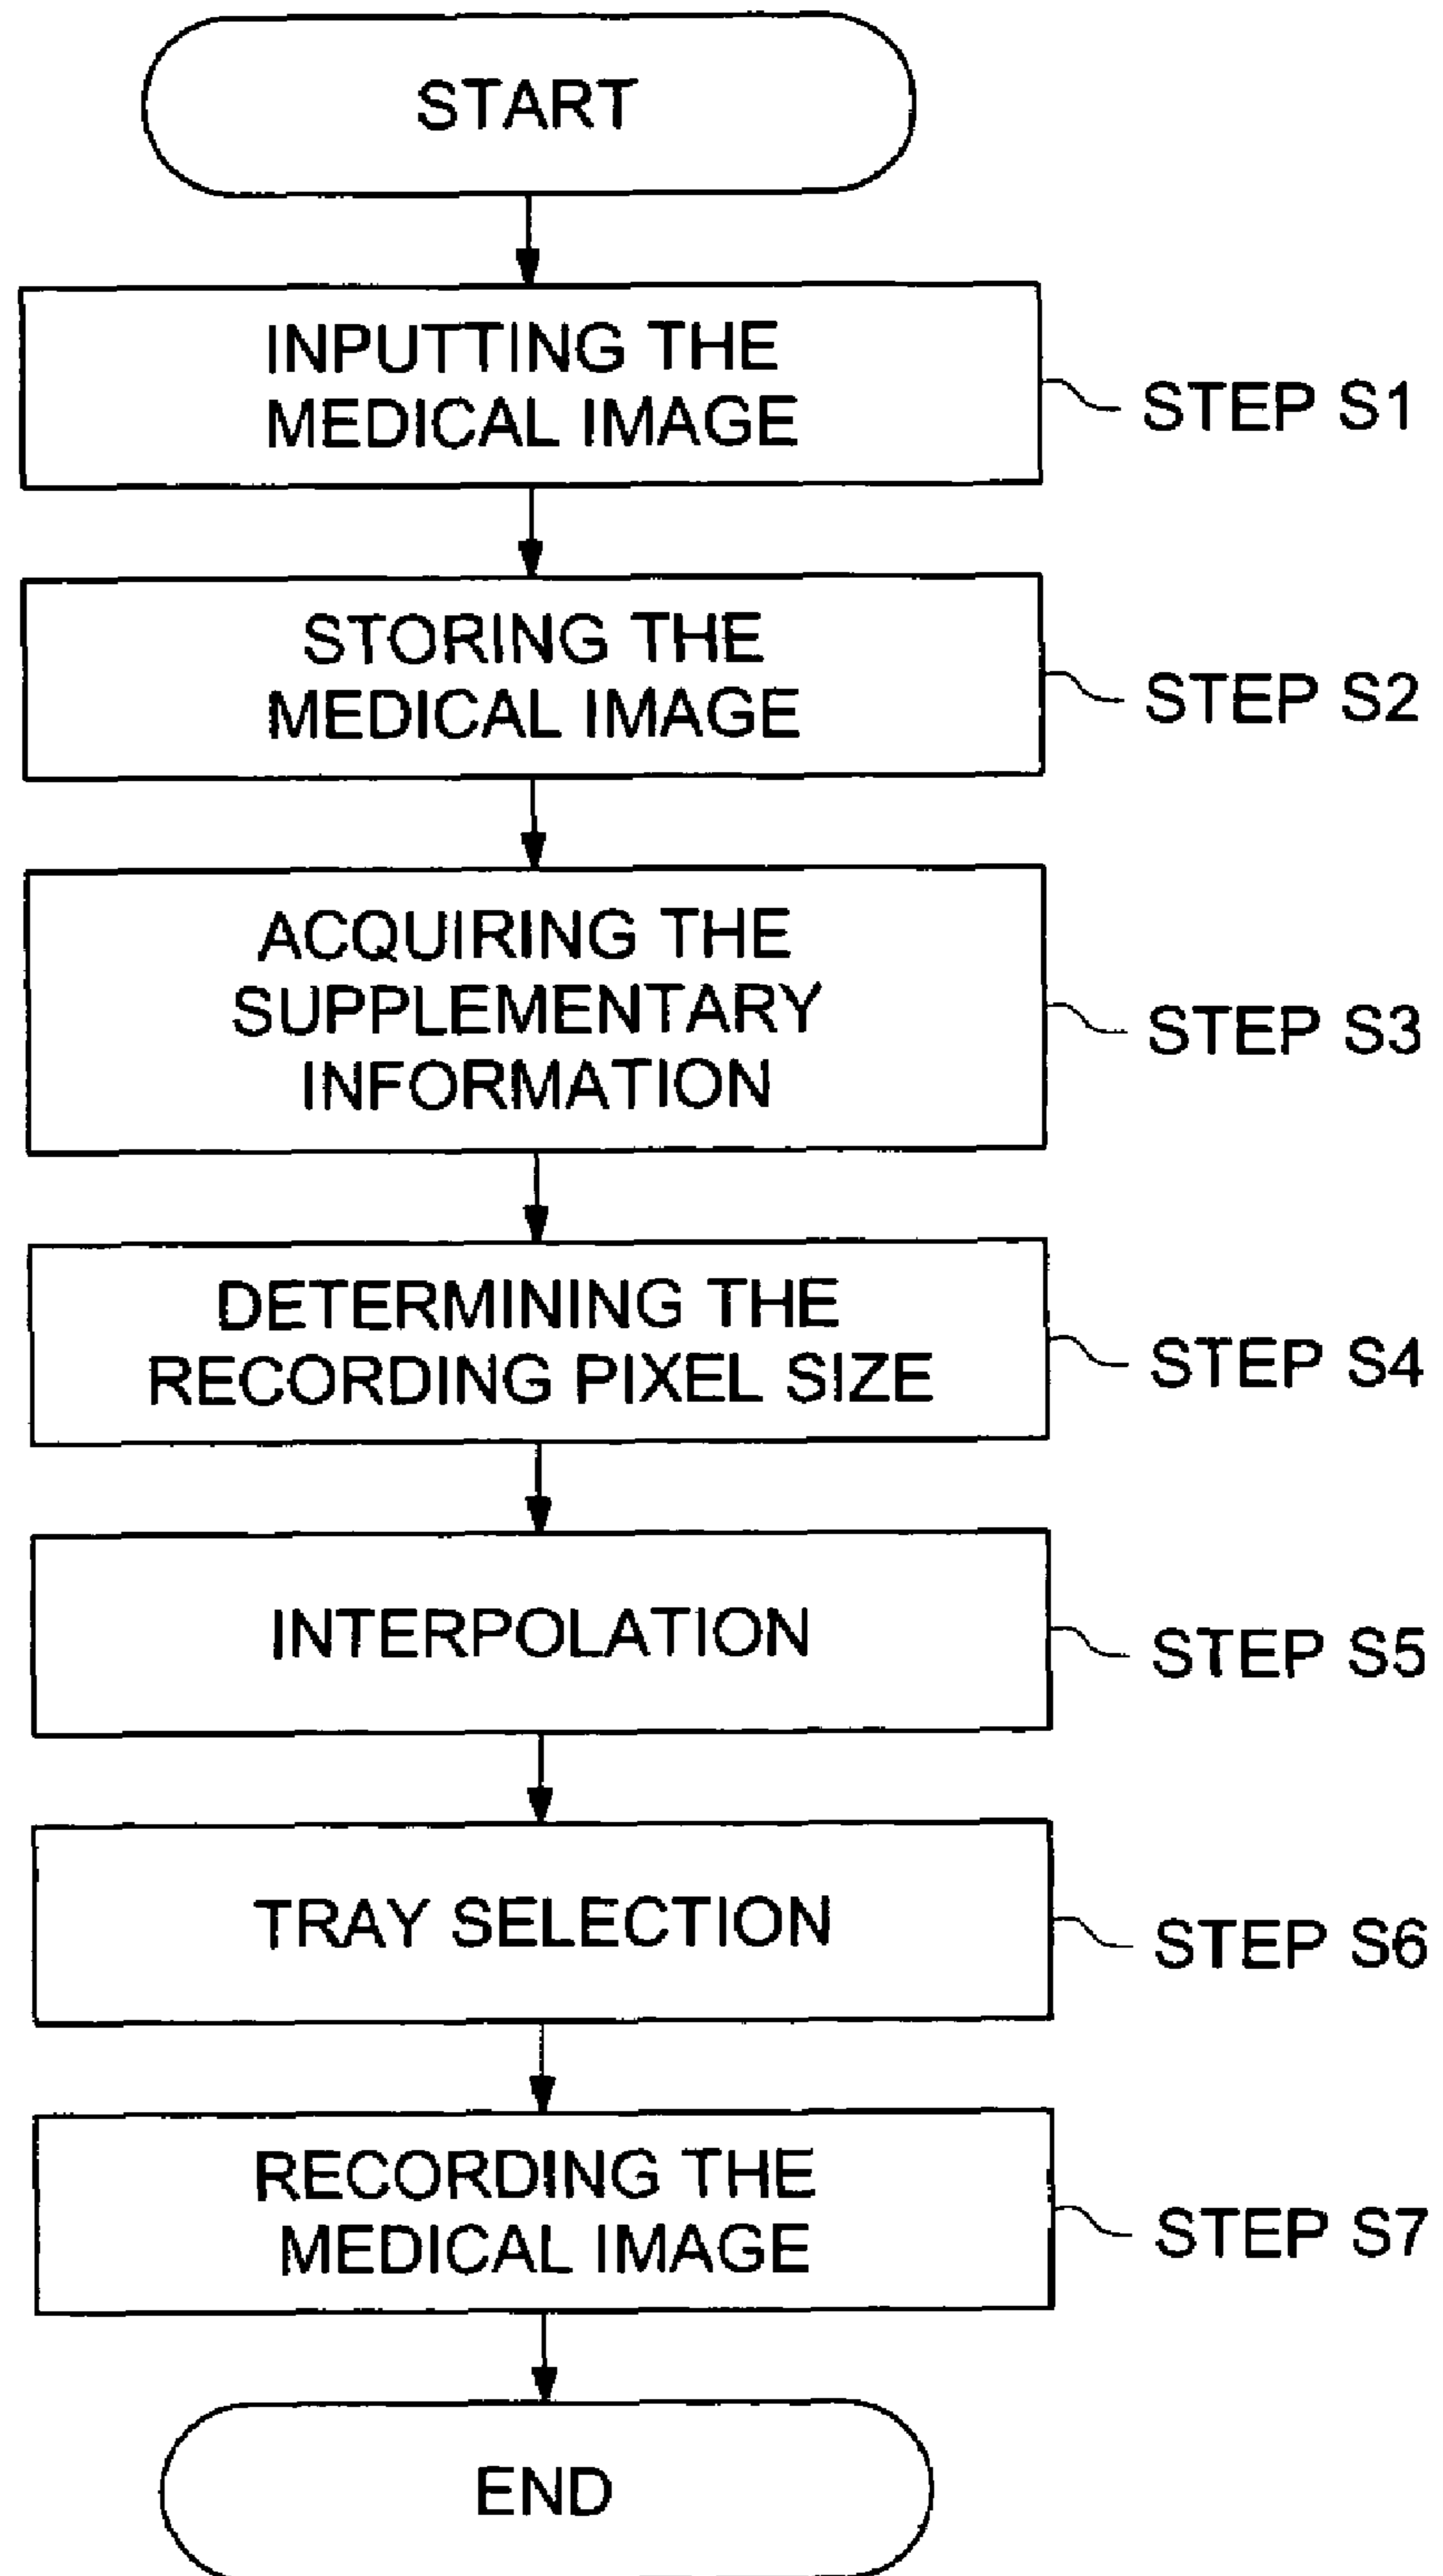 START
INPUTTING THE
MEDICAL IMAGE
STEP S1
STORING THE
MEDICAL IMAGE
STEP S2
ACQUIRING THE
SUPPLEMENTARY
INFORMATION
STEP S3
DETERMINING THE
RECORDING PIXEL SIZE
STEP S4
INTERPOLATION
STEP S5
TRAY SELECTION
STEP S6
RECORDING THE
MEDICAL IMAGE
STEP S7
END